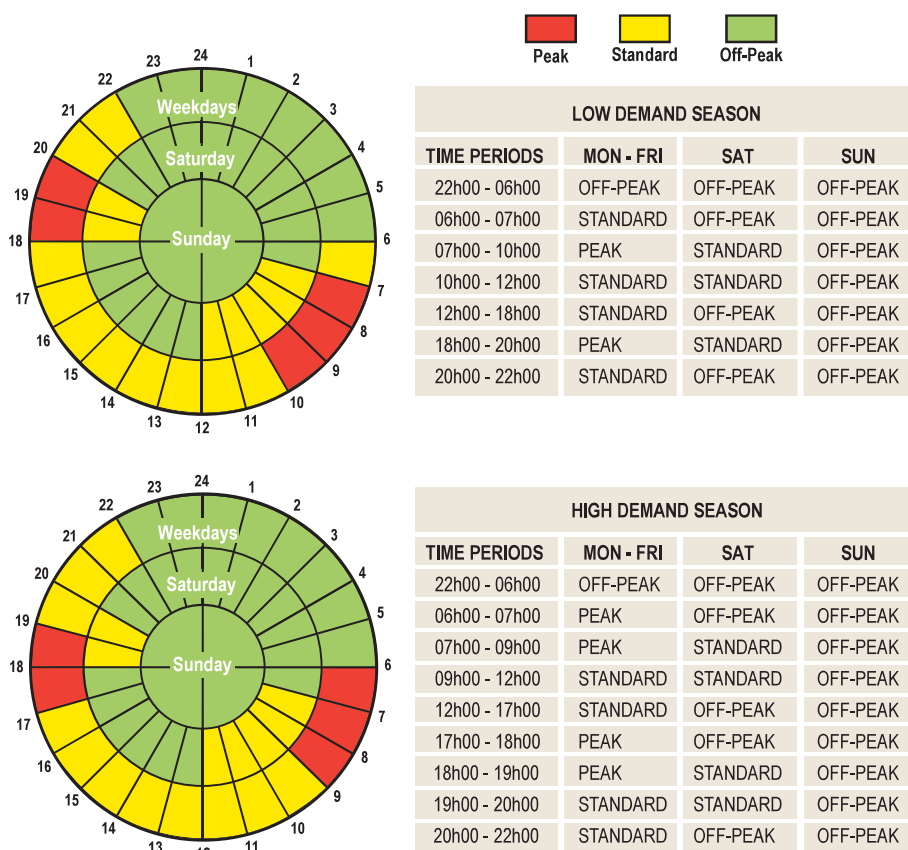 Peak Standard Off-Peak
24
23 1
22 2
21 3
20 4
19 5
18 6
17 7
16 8
15 9
14 10
13 11
12
Weekdays
Saturday
Sunday
LOW DEMAND SEASON
TIME PERIODS MON - FRI SAT SUN
22h00 - 06h00 OFF-PEAK OFF-PEAK OFF-PEAK
06h00 - 07h00 STANDARD OFF-PEAK OFF-PEAK
07h00 - 10h00 PEAK STANDARD OFF-PEAK
10h00 - 12h00 STANDARD STANDARD OFF-PEAK
12h00 - 18h00 STANDARD OFF-PEAK OFF-PEAK
18h00 - 20h00 PEAK STANDARD OFF-PEAK
20h00 - 22h00 STANDARD OFF-PEAK OFF-PEAK
24
23 1
22 2
21 3
20 4
19 5
18 6
17 7
16 8
15 9
14 10
13 11
Weekdays
Saturday
Sunday
HIGH DEMAND SEASON
TIME PERIODS MON - FRI SAT SUN
22h00 - 06h00 OFF-PEAK OFF-PEAK OFF-PEAK
06h00 - 07h00 PEAK OFF-PEAK OFF-PEAK
07h00 - 09h00 PEAK STANDARD OFF-PEAK
09h00 - 12h00 STANDARD STANDARD OFF-PEAK
12h00 - 17h00 STANDARD OFF-PEAK OFF-PEAK
17h00 - 18h00 PEAK OFF-PEAK OFF-PEAK
18h00 - 19h00 PEAK STANDARD OFF-PEAK
19h00 - 20h00 STANDARD STANDARD OFF-PEAK
20h00 - 22h00 STANDARD OFF-PEAK OFF-PEAK